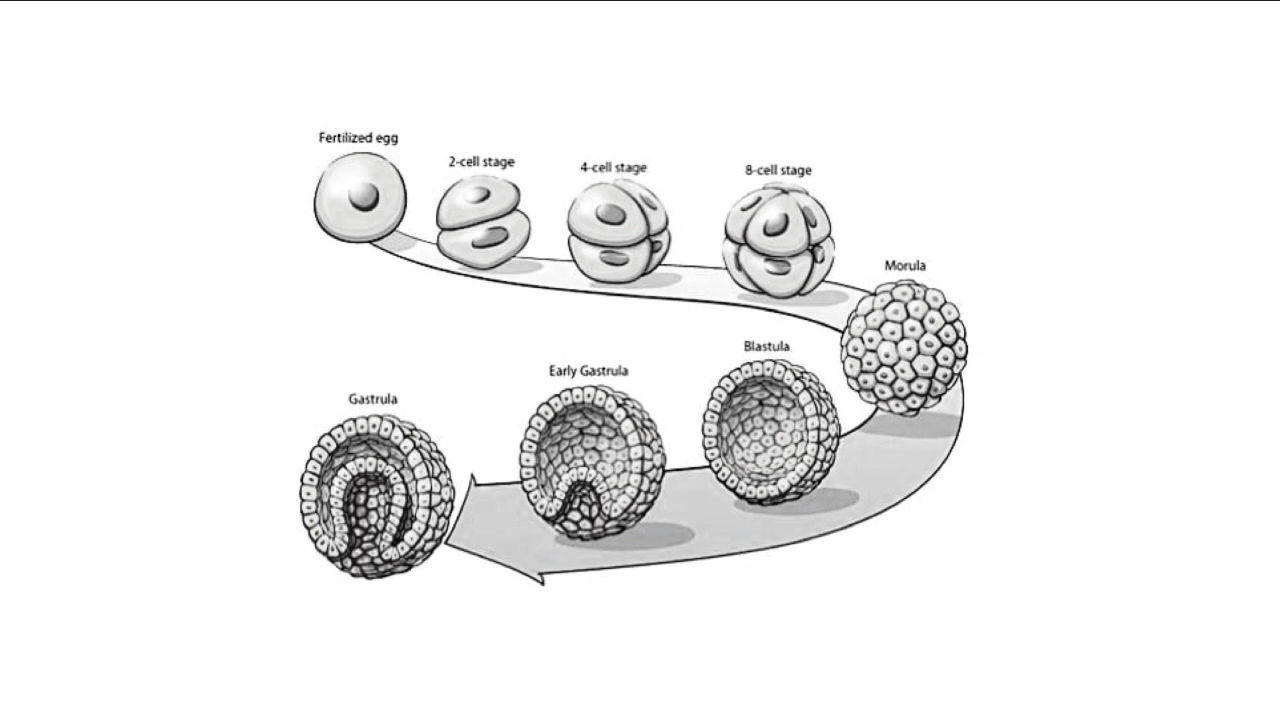 Fertilized egg
2-cell stage
4-cell stage
8-cell stage
Morula
Blastula
Early Gastrula
Gastrula